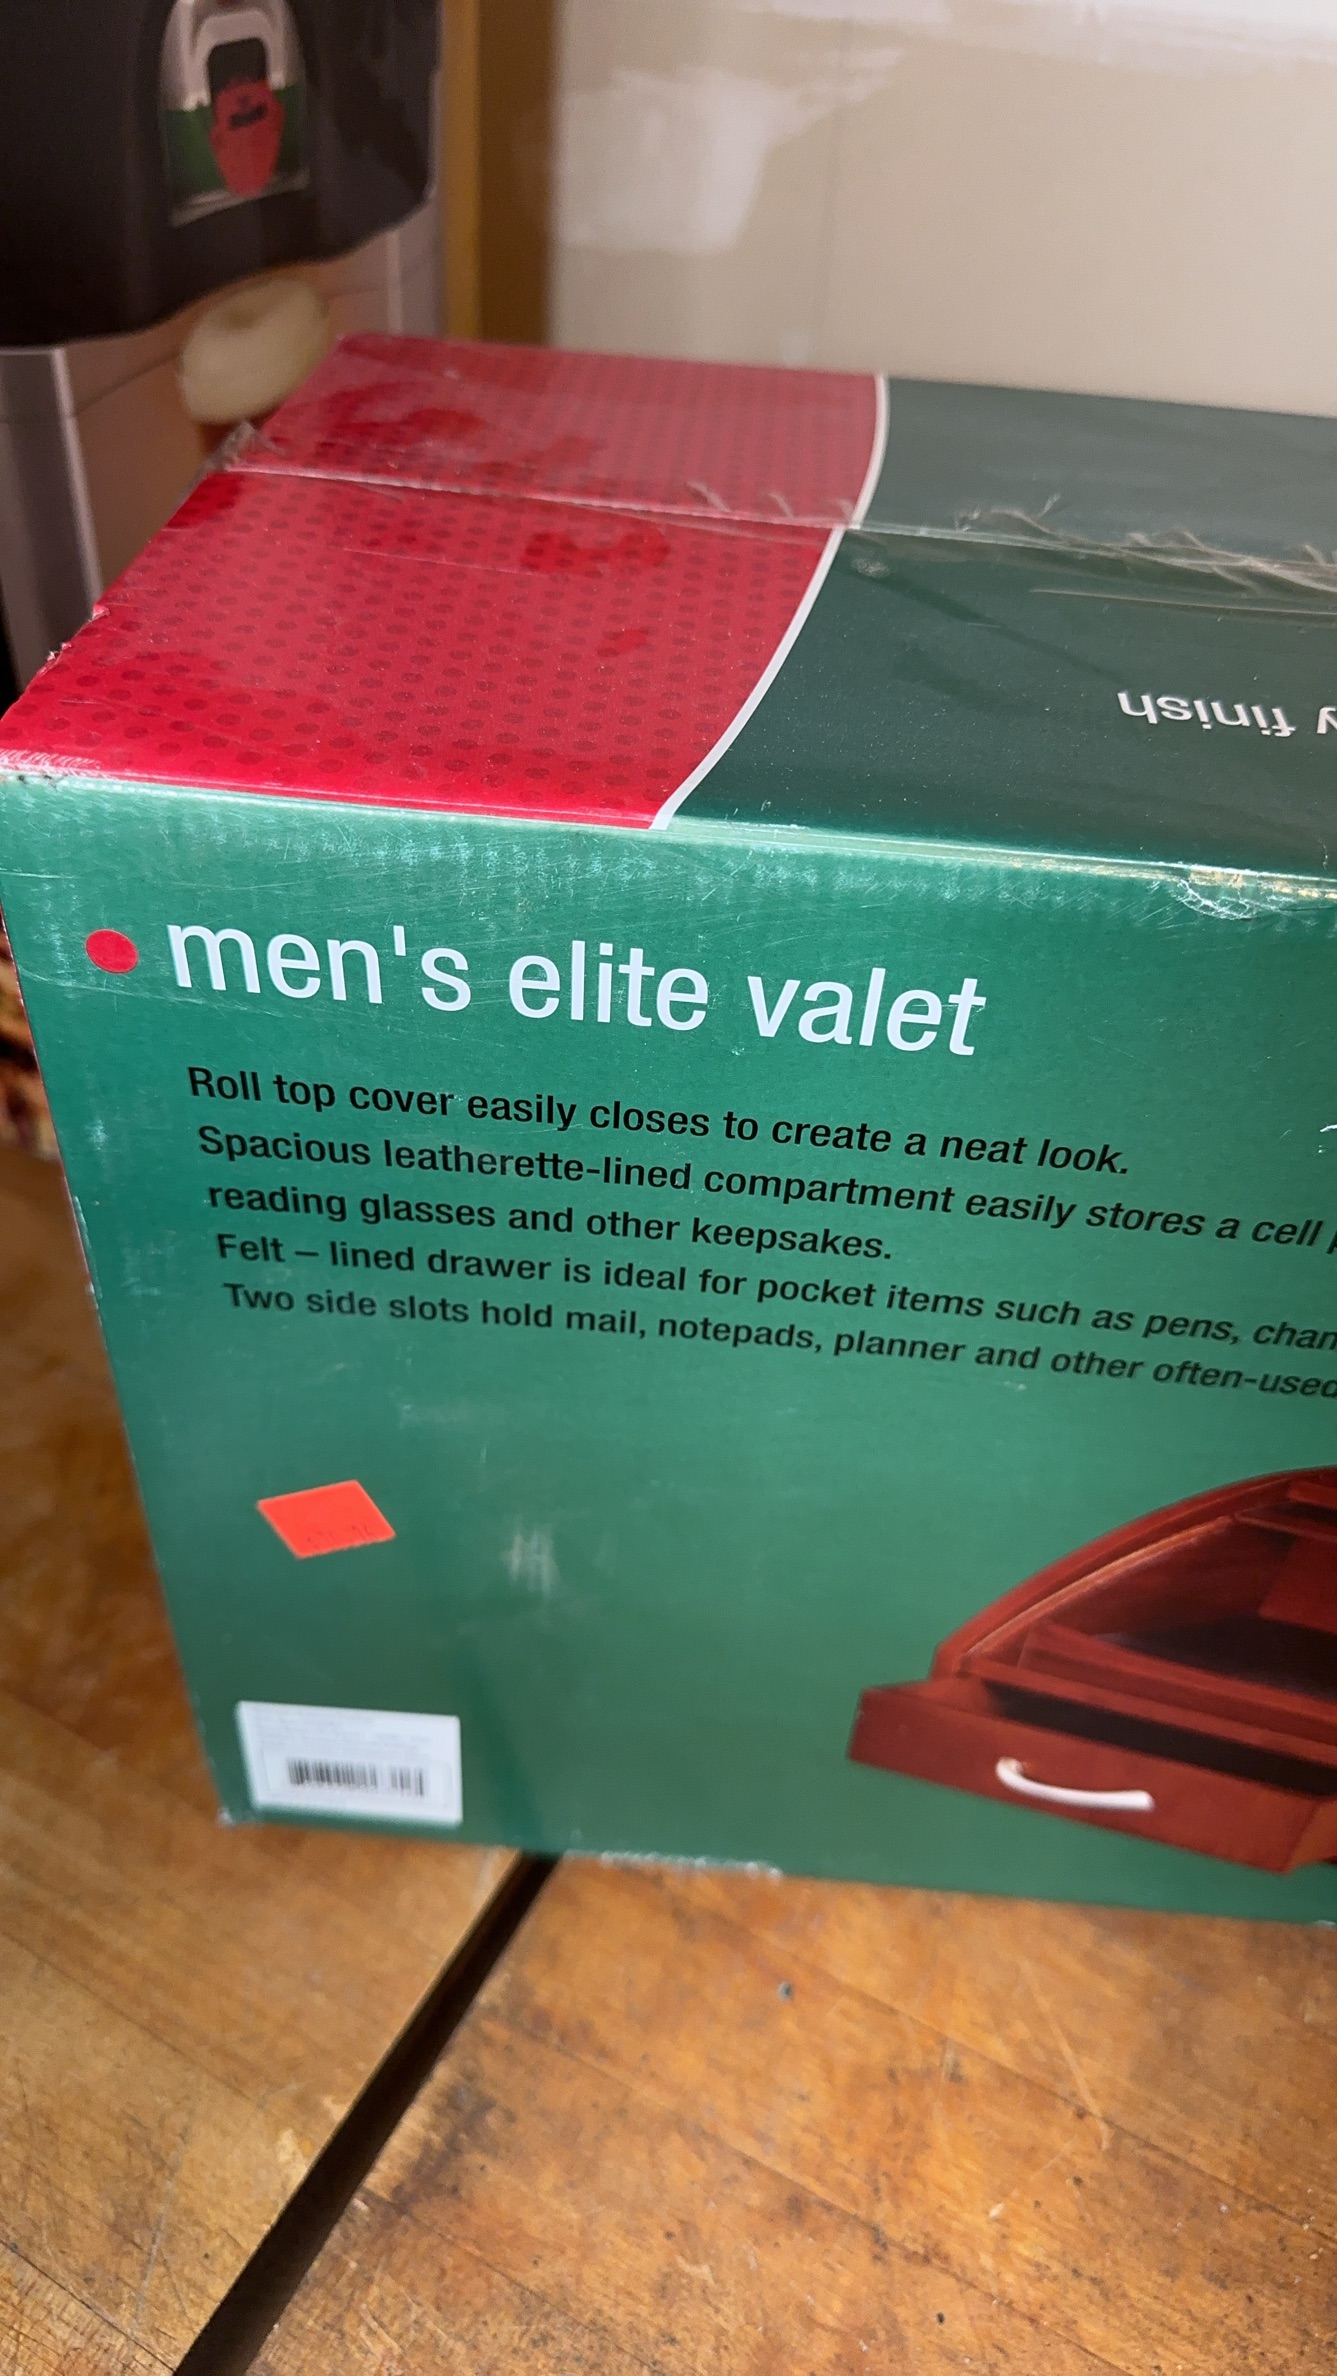 y finish
men's elite valet
Roll top cover easily closes to create a neat look.
Spacious leatherette-lined compartment easily stores a cell
reading glasses and other keepsakes.
Felt – lined drawer is ideal for pocket items such as pens, chan
Two side slots hold mail, notepads, planner and other often-used